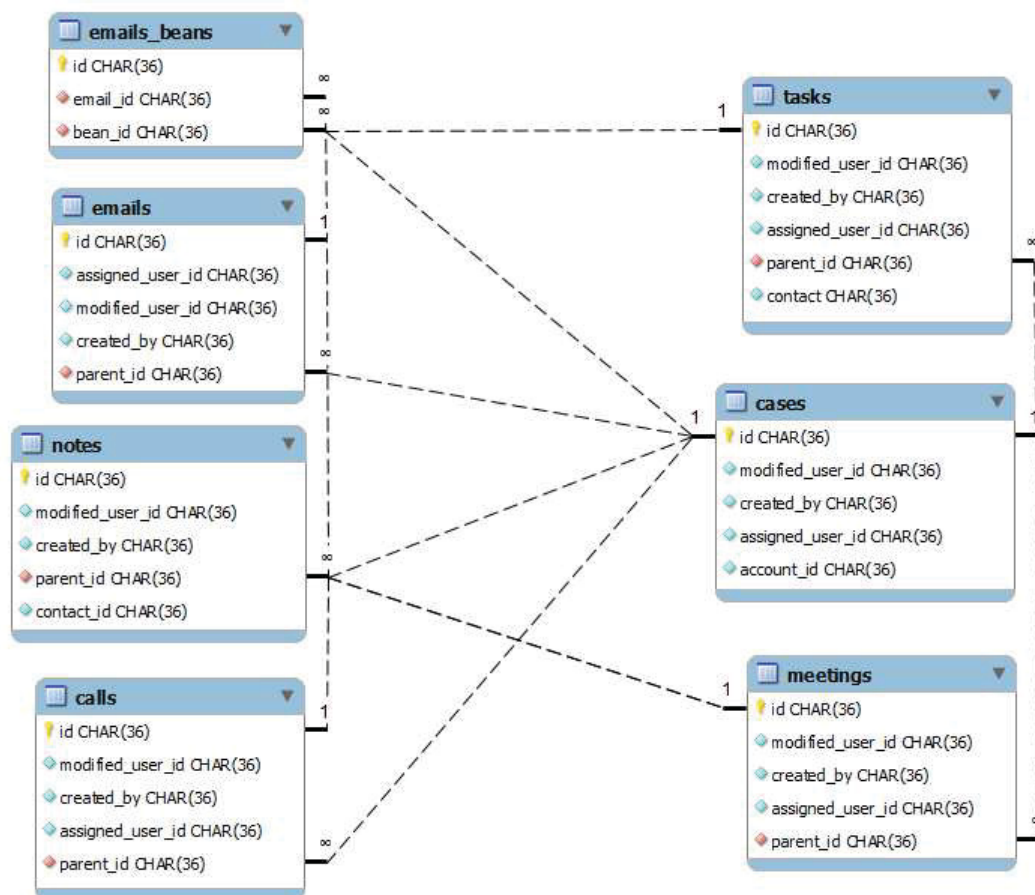 emails_beans
id CHAR(36)
email_id CHAR(36)
bean_id CHAR(36)
∞
∞
emails
id CHAR(36)
assigned_user_id CHAR(36)
modified_user_id CHAR(36)
created_by CHAR(36)
parent_id CHAR(36)
1
∞
notes
id CHAR(36)
modified_user_id CHAR(36)
created_by CHAR(36)
parent_id CHAR(36)
contact_id CHAR(36)
∞
calls
id CHAR(36)
modified_user_id CHAR(36)
created_by CHAR(36)
assigned_user_id CHAR(36)
parent_id CHAR(36)
1
∞
1
tasks
id CHAR(36)
modified_user_id CHAR(36)
created_by CHAR(36)
assigned_user_id CHAR(36)
parent_id CHAR(36)
contact CHAR(36)
∞
1
cases
id CHAR(36)
modified_user_id CHAR(36)
created_by CHAR(36)
assigned_user_id CHAR(36)
account_id CHAR(36)
1
1
meetings
id CHAR(36)
modified_user_id CHAR(36)
created_by CHAR(36)
assigned_user_id CHAR(36)
parent_id CHAR(36)
∞